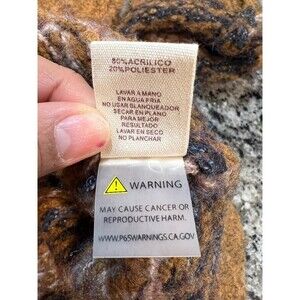 80%ACRILICO
20%POLIESTER
LAVAR A MANO
EN AGUA FRIA
NO USAR BLANQUEADOR
SECAR EN PLANO
PARA MEJOR
RESULTADO
LAVAR EN SECO
NO PLANCHAR
WARNING
MAY CAUSE CANCER OR
REPRODUCTIVE HARM.
WWW.P65WARNINGS.CA.GOV